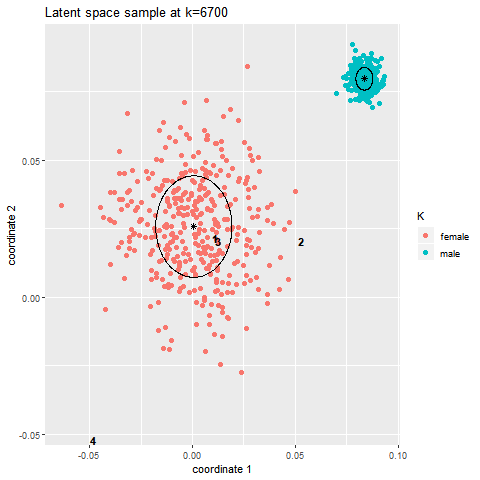 Latent space sample at k=6700
coordinate 2
0.05
0.00
-0.05
1
3
2
4
-0.05
0.00
0.05
0.10
coordinate 1
K
female
male